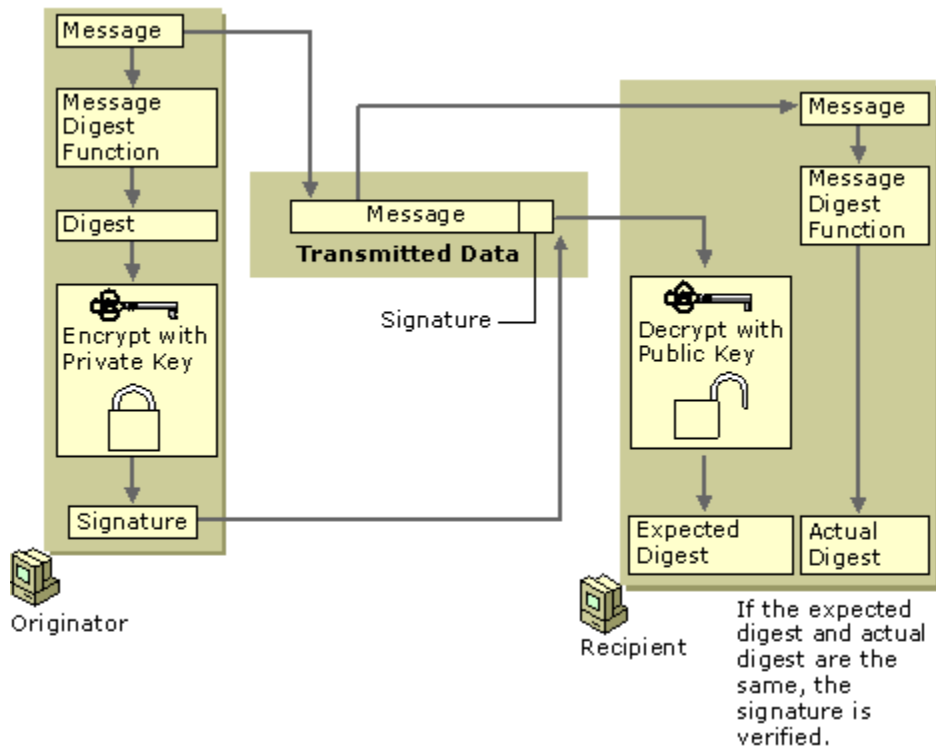 Message
Message
Digest
Function
Digest
Encrypt with
Private Key
Signature
Originator
Message
Transmitted Data
Signature
Message
Message
Digest
Function
Decrypt with
Public Key
Expected
Digest
Actual
Digest
Recipient
If the expected
digest and actual
digest are the
same, the
signature is
verified.